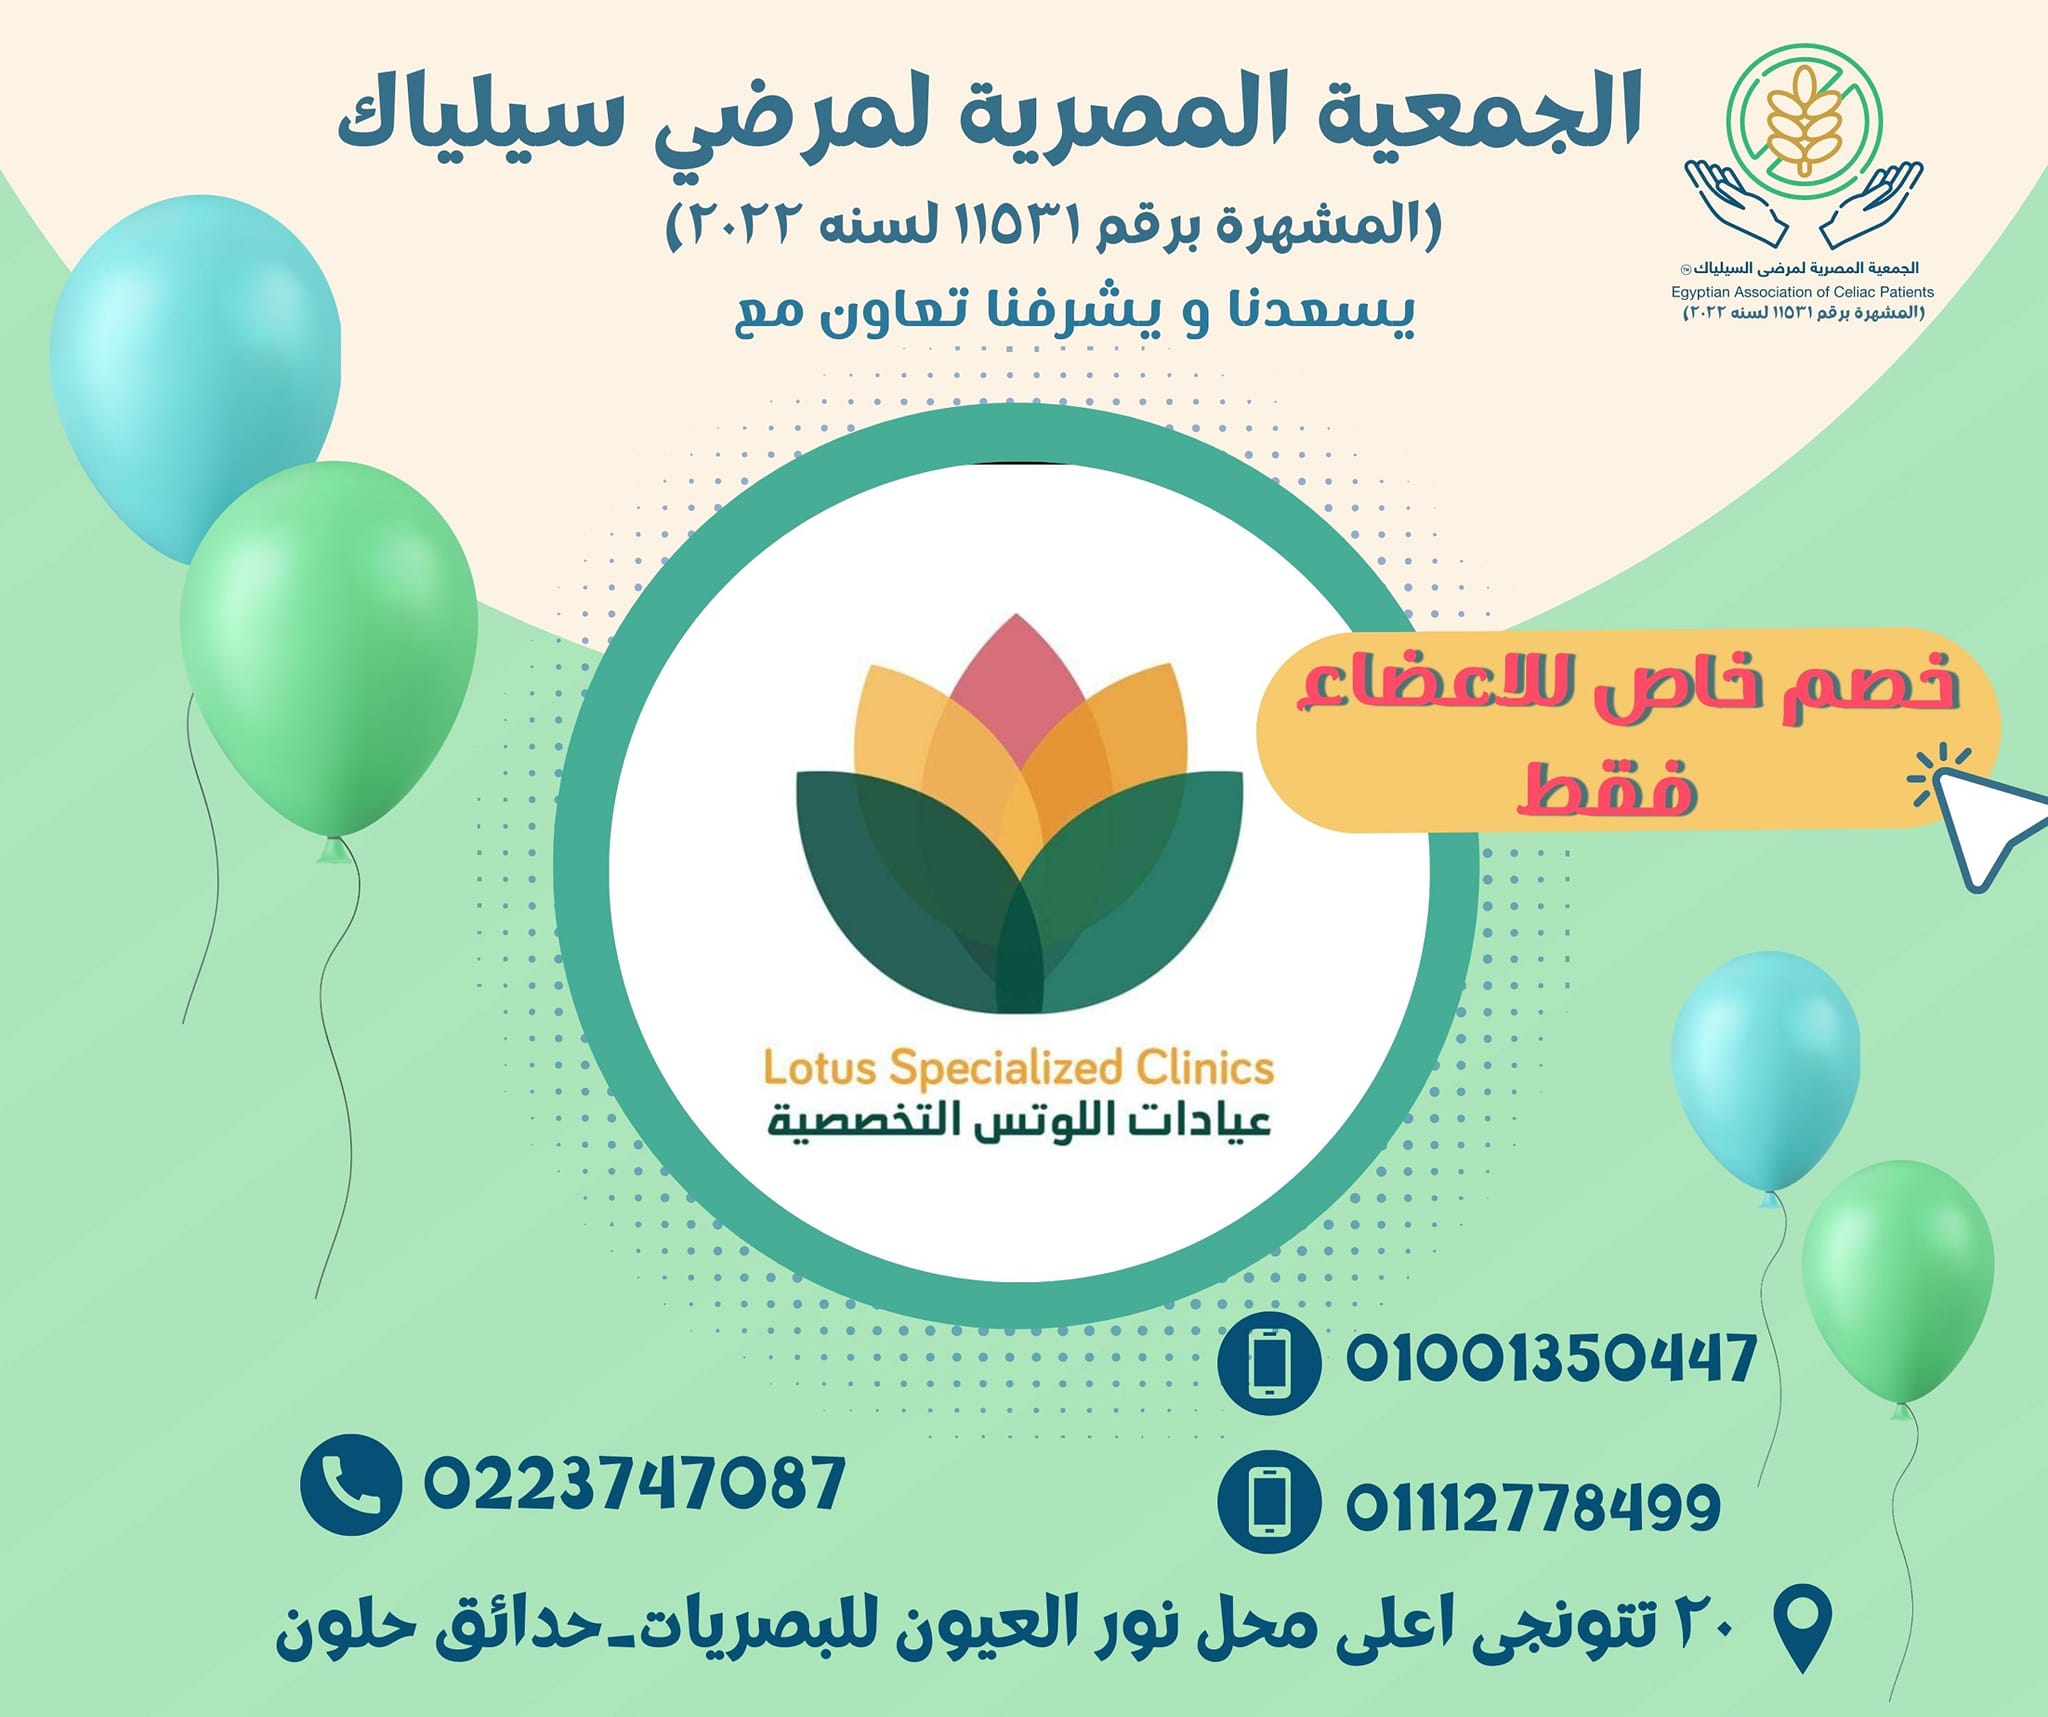 الجمعية المصرية لمرضي سيلياك
(المشهرة برقم ١١٥٣١ لسنه ٢٠٢٢)
يسعدنا و يشرفنا تعاون مع
الجمعية المصرية لمرضى السيلياك TM
Egyptian Association of Celiac Patients
(المشهرة برقم ١١٥٣١ لسنه ٢٠٢٢)
خصم خاص للاعضاء
فقط
Lotus Specialized Clinics
عيادات اللوتس التخصصية
01001350447
02223747087
01112778499
٢٠ تتونجى اعلى محل نور العيون للبصريات-حدائق حلون